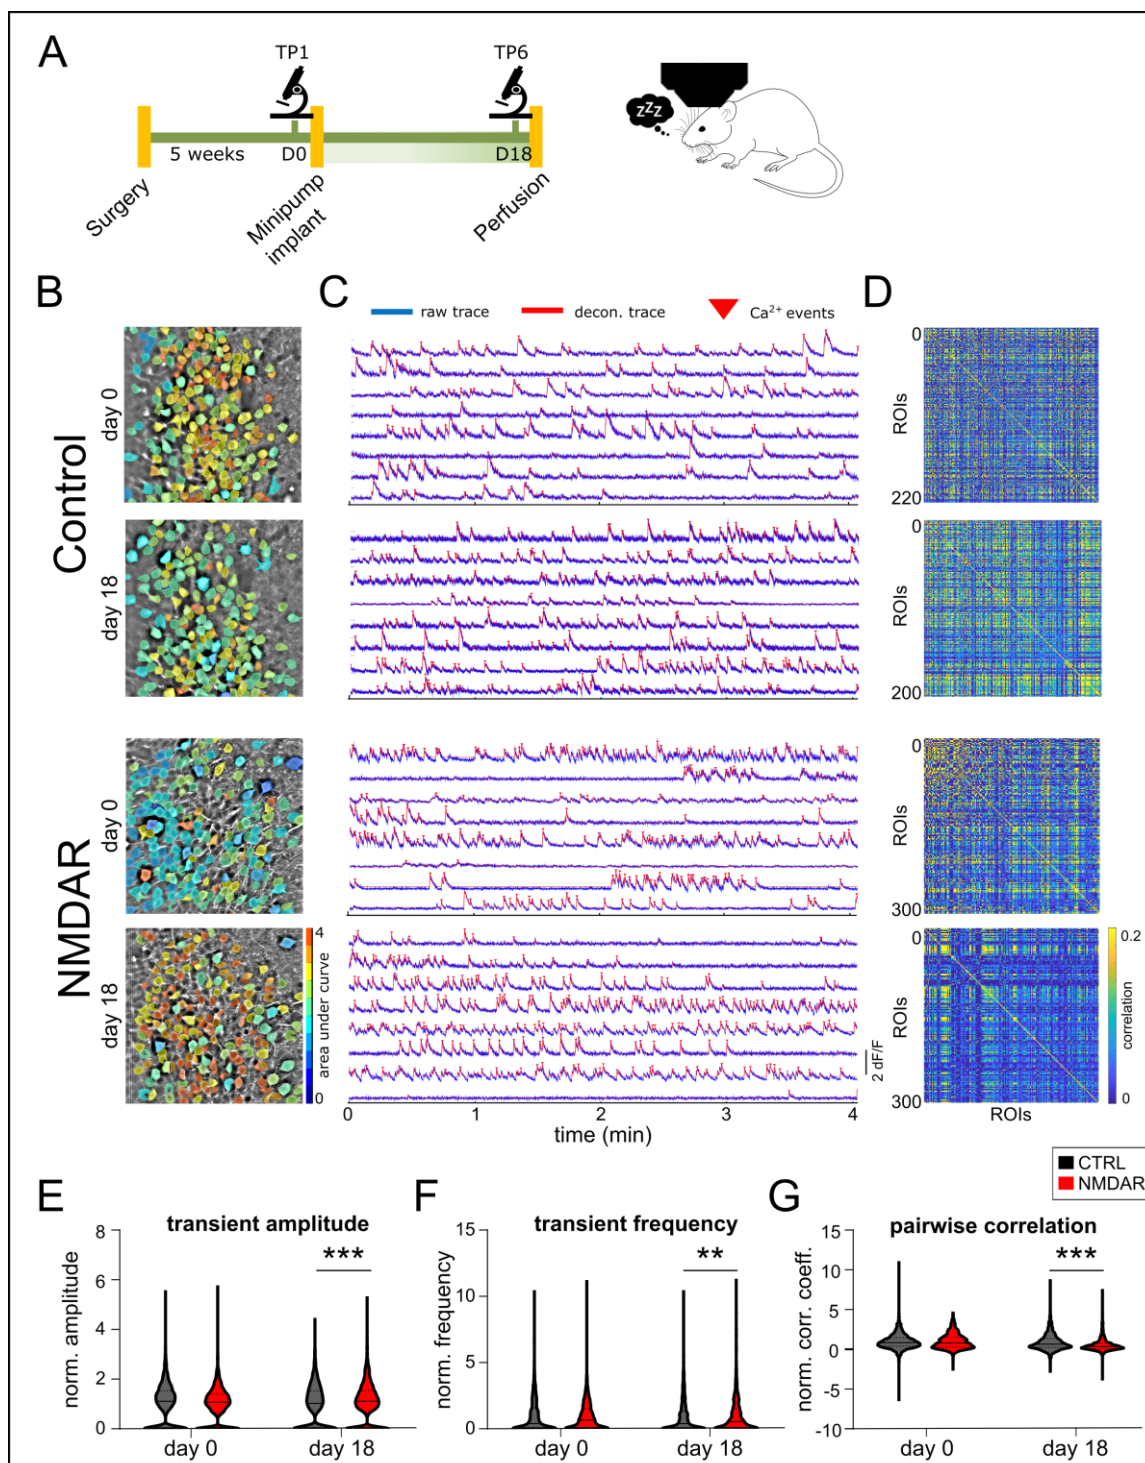 A
TP1
TP6
zzz
5 weeks
D0
D18
Surgery
Minipump
implant
Perfusion
B
C
D
raw trace
decon. trace
Ca²⁺ events
Control
day 0
0
ROIs
220
day 18
0
ROIs
200
NMDAR
day 0
0
ROIs
300
day 18
4
area under curve
0
2 dF/F
0
ROIs
300
0.2
correlation
0
0 1 2 3 4
time (min)
ROIs
CTRL
NMDAR
E
transient amplitude
norm. amplitude
8
6
4
2
0
***
day 0 day 18
F
transient frequency
norm. frequency
15
10
5
0
**
day 0 day 18
G
pairwise correlation
norm. corr. coeff.
15
10
5
0
-5
-10
***
day 0 day 18